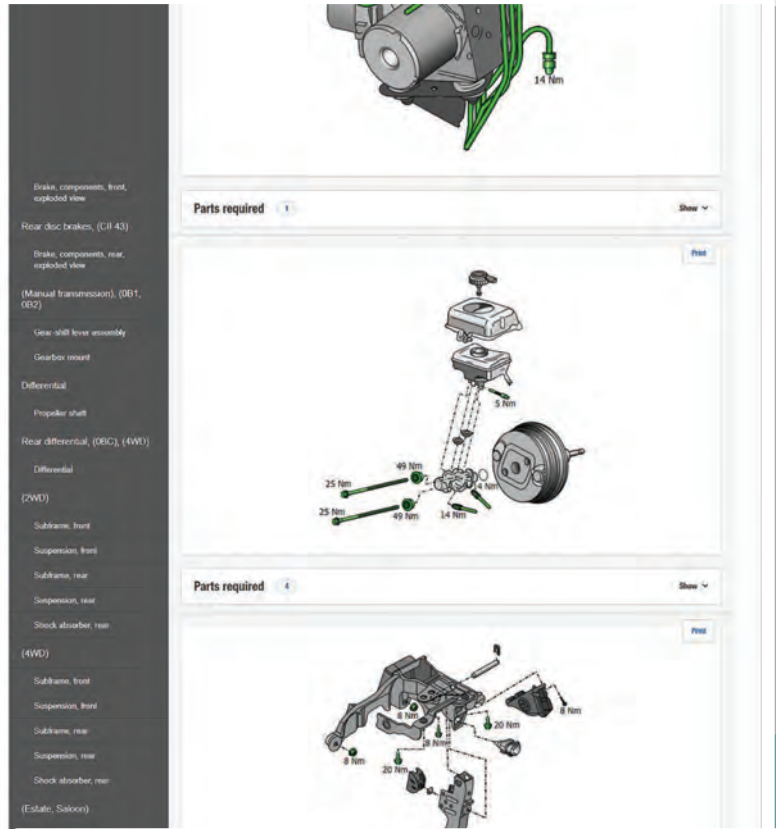 Brake, components, front,
exploded view
Rear disc brakes, (CII 43)
Brake, components, rear,
exploded view
(Manual transmission), (0B1,
0B2)
Gear-shift lever assembly
Gearbox mount
Differential
Propeller shaft
Rear differential, (0BC), (4WD)
Differential
(2WD)
Subframe, front
Suspension, front
Subframe, rear
Suspension, rear
Shock absorber, rear
(4WD)
Subframe, front
Suspension, front
Subframe, rear
Suspension, rear
Shock absorber, rear
(Estate, Saloon)
14 Nm
Parts required 1 Show
Print
5 Nm
49 Nm
25 Nm
4 Nm
25 Nm
49 Nm
14 Nm
Parts required 4 Show
Print
8 Nm
8 Nm
20 Nm
8 Nm
8 Nm
20 Nm